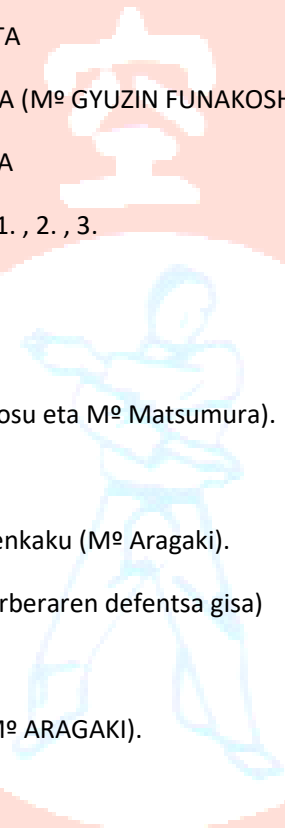 TA
A (Mº GYUZIN FUNAKOSH
A
1. , 2. , 3.
osu eta Mº Matsumura).
enkaku (Mº Aragaki).
rberaren defentsa gisa)
Mº ARAGAKI).
空